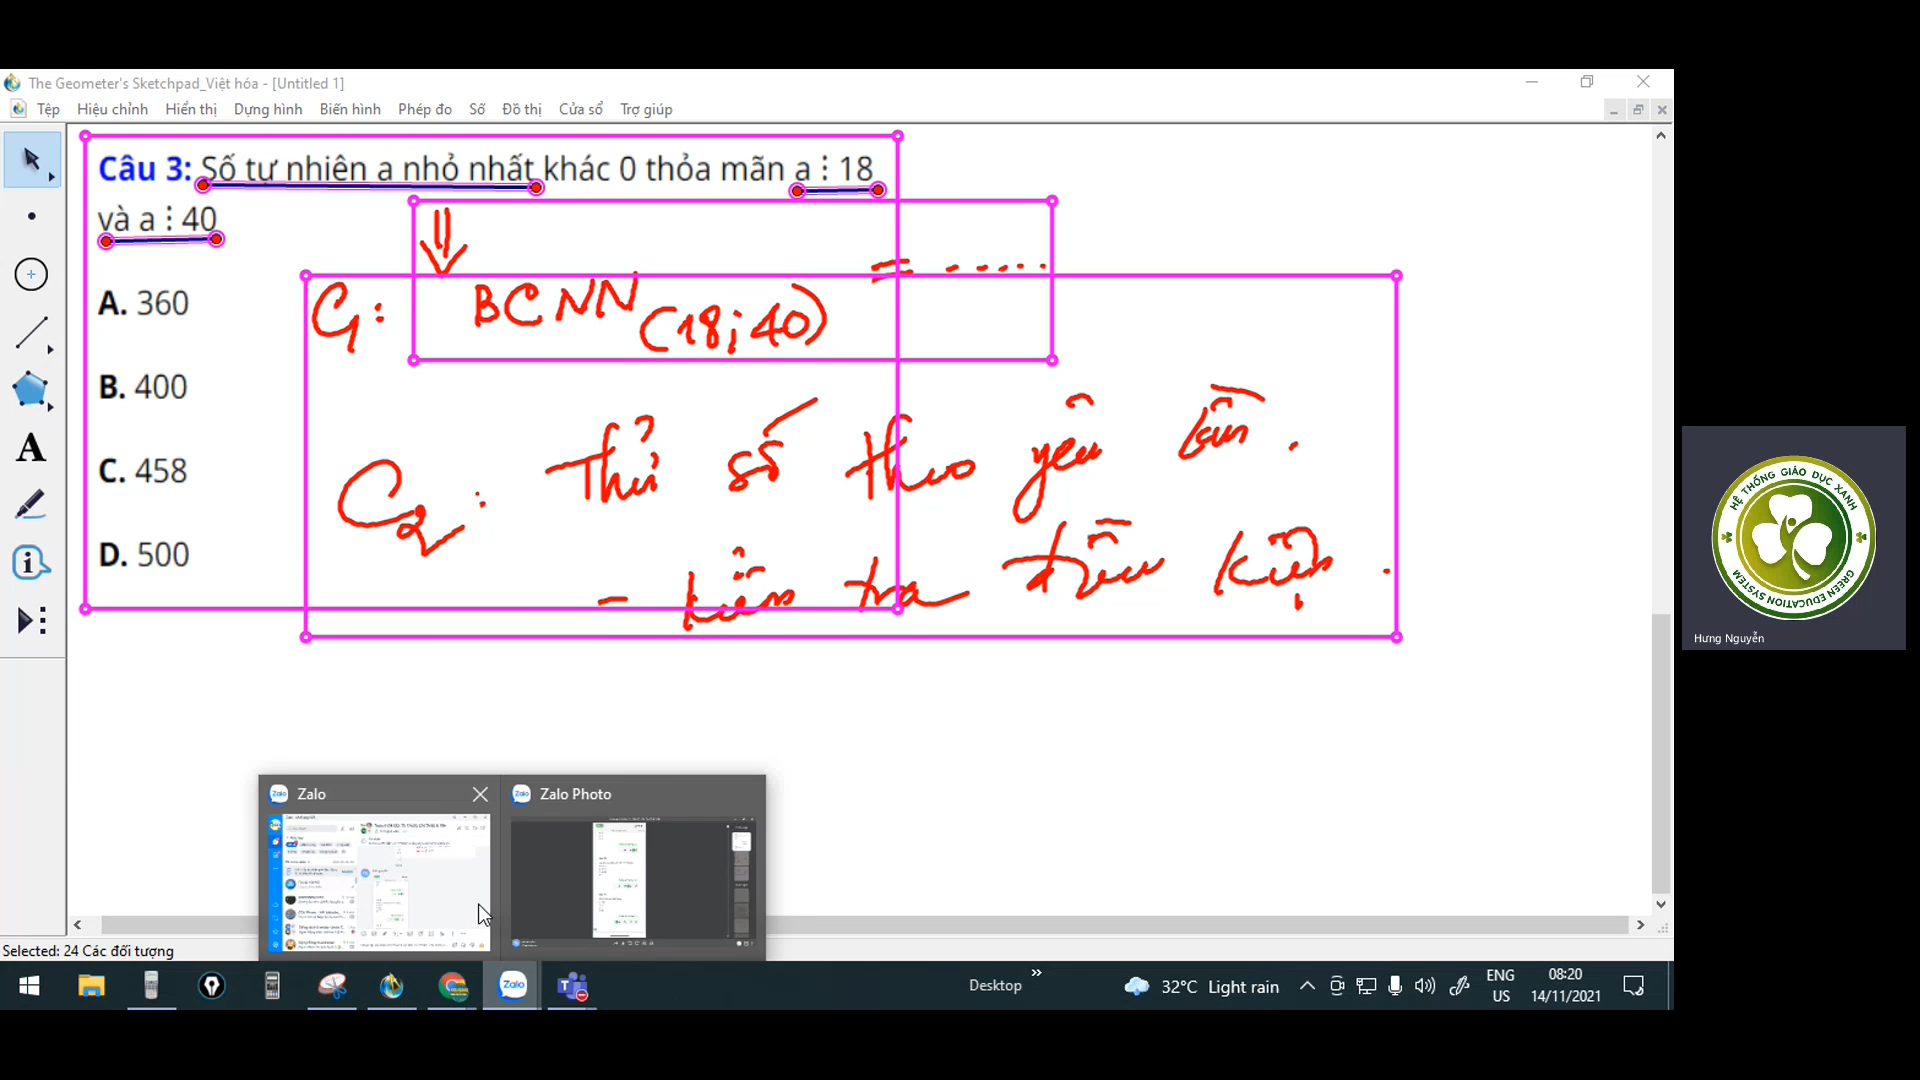 The Geometer's Sketchpad_Việt hóa - [Untitled 1]
Tệp Hiệu chỉnh Hiển thị Dựng hình Biến hình Phép đo Số Đồ thị Cửa sổ Trợ giúp
Câu 3: Số tự nhiên a nhỏ nhất khác 0 thỏa mãn a ⋮ 18
và a ⋮ 40
A. 360
B. 400
C. 458
D. 500
C1: BCNN (18; 40) = .....
C2: Thử số theo yêu cầu.
- kiểm tra điều kiện.
A
HỆ THỐNG GIÁO DỤC XANH
GREEN EDUCATION SYSTEM
Hưng Nguyễn
Zalo
Zalo Photo
Selected: 24 Các đối tượng
Zalo
Desktop
32°C Light rain
ENG
US
08:20
14/11/2021